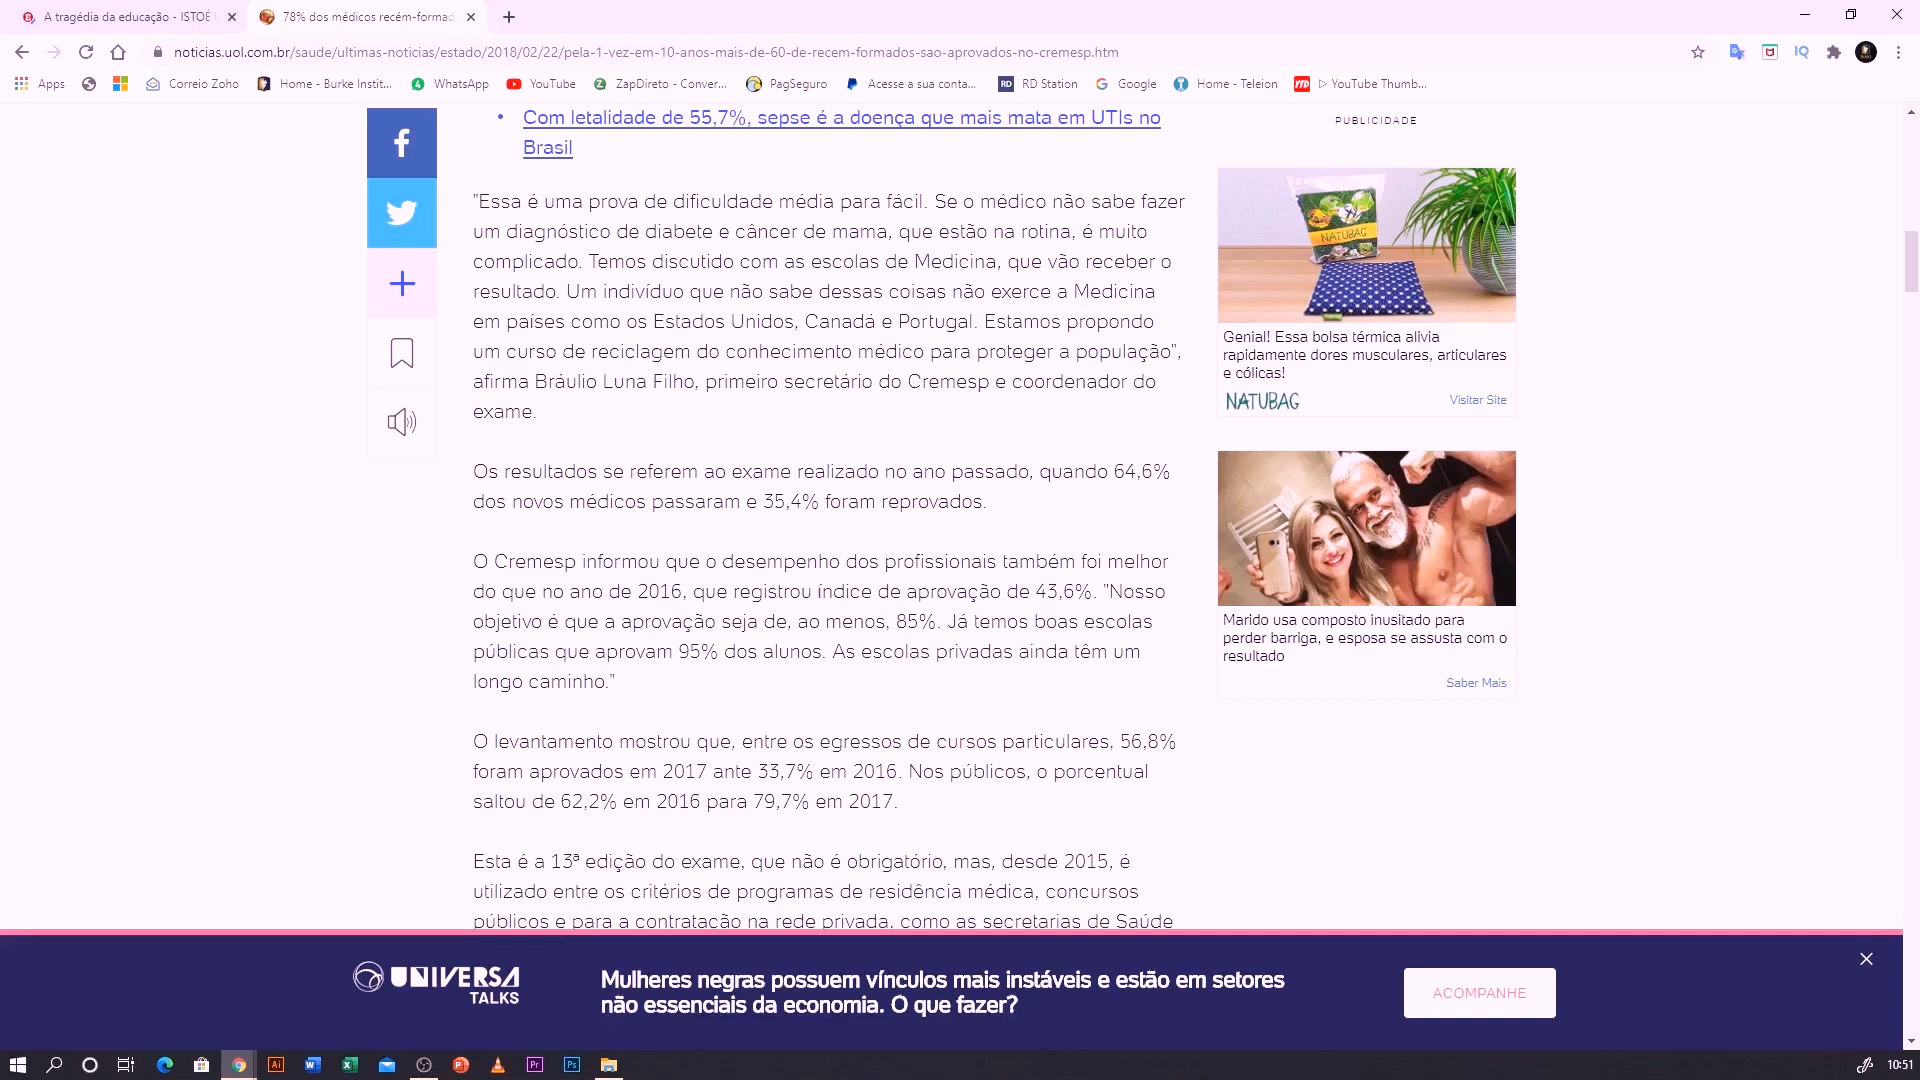 A tragédia da educação - ISTOÉ
78% dos médicos recém-formad
noticias.uol.com.br/saude/ultimas-noticias/estado/2018/02/22/pela-1-vez-em-10-anos-mais-de-60-de-recem-formados-sao-aprovados-no-cremesp.htm
Apps
Correio Zoho
Home - Burke Instit...
WhatsApp
YouTube
ZapDireto - Conver...
PagSeguro
Acesse a sua conta...
RD Station
Google
Home - Teleion
▷ YouTube Thumb...
• Com letalidade de 55,7%, sepse é a doença que mais mata em UTIs no
Brasil
"Essa é uma prova de dificuldade média para fácil. Se o médico não sabe fazer
um diagnóstico de diabete e câncer de mama, que estão na rotina, é muito
complicado. Temos discutido com as escolas de Medicina, que vão receber o
resultado. Um indivíduo que não sabe dessas coisas não exerce a Medicina
em países como os Estados Unidos, Canadá e Portugal. Estamos propondo
um curso de reciclagem do conhecimento médico para proteger a população",
afirma Bráulio Luna Filho, primeiro secretário do Cremesp e coordenador do
exame.
Os resultados se referem ao exame realizado no ano passado, quando 64,6%
dos novos médicos passaram e 35,4% foram reprovados.
O Cremesp informou que o desempenho dos profissionais também foi melhor
do que no ano de 2016, que registrou índice de aprovação de 43,6%. "Nosso
objetivo é que a aprovação seja de, ao menos, 85%. Já temos boas escolas
públicas que aprovam 95% dos alunos. As escolas privadas ainda têm um
longo caminho."
O levantamento mostrou que, entre os egressos de cursos particulares, 56,8%
foram aprovados em 2017 ante 33,7% em 2016. Nos públicos, o porcentual
saltou de 62,2% em 2016 para 79,7% em 2017.
Esta é a 13ª edição do exame, que não é obrigatório, mas, desde 2015, é
utilizado entre os critérios de programas de residência médica, concursos
públicos e para a contratação na rede privada, como as secretarias de Saúde
PUBLICIDADE
NATUBAG
Genial! Essa bolsa térmica alivia
rapidamente dores musculares, articulares
e cólicas!
NATUBAG
Visitar Site
Marido usa composto inusitado para
perder barriga, e esposa se assusta com o
resultado
Saber Mais
UNIVERSA
TALKS
Mulheres negras possuem vínculos mais instáveis e estão em setores
não essenciais da economia. O que fazer?
ACOMPANHE
10:51